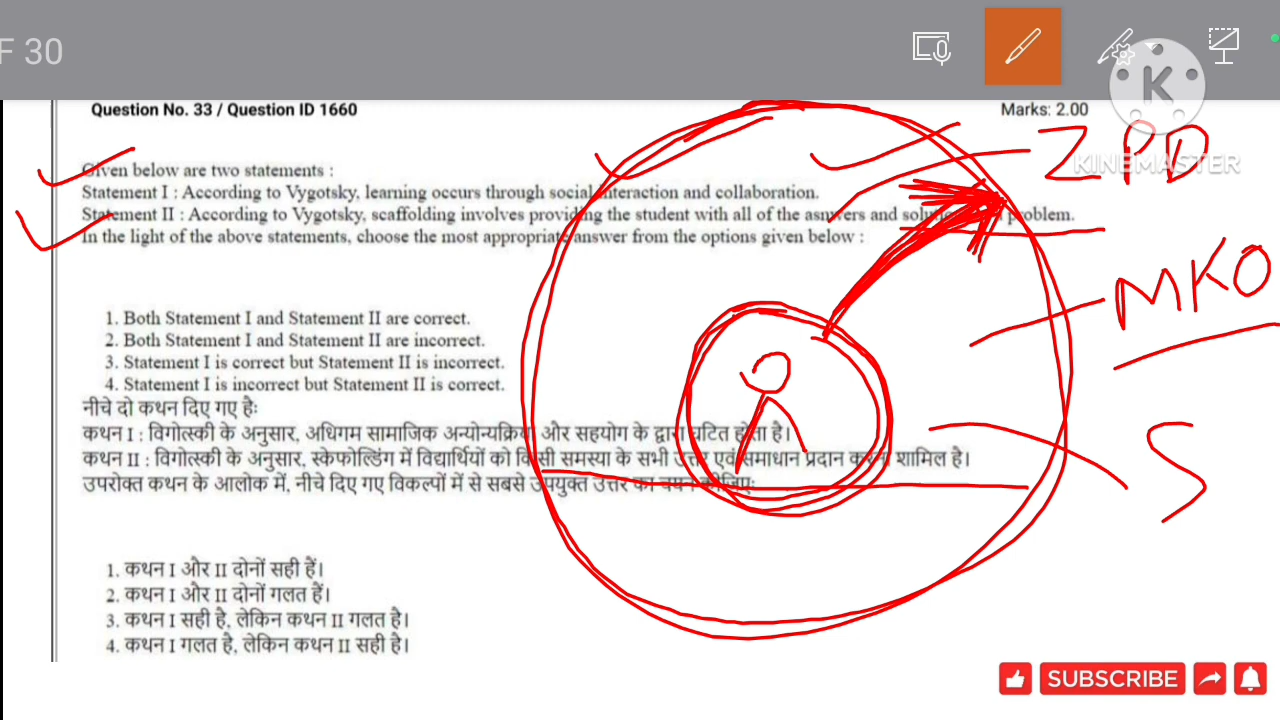 F 30
Question No. 33 / Question ID 1660
Marks: 2.00
ZPD
KINEMASTER
Given below are two statements :
Statement I : According to Vygotsky, learning occurs through social interaction and collaboration.
Statement II : According to Vygotsky, scaffolding involves providing the student with all of the asnwers and problem.
In the light of the above statements, choose the most appropriate answer from the options given below :
MKO
1. Both Statement I and Statement II are correct.
2. Both Statement I and Statement II are incorrect.
3. Statement I is correct but Statement II is incorrect.
4. Statement I is incorrect but Statement II is correct.
नीचे दो कथन दिए गए हैः
कथन I : विगोत्स्की के अनुसार, अधिगम सामाजिक अन्योन्यक्रिया और सहयोग के द्वारा घटित होता है।
कथन II : विगोत्स्की के अनुसार, स्केफोल्डिंग में विद्यार्थियों को किसी समस्या के सभी उत्तर एवं समाधान प्रदान करना शामिल है।
उपरोक्त कथन के आलोक में, नीचे दिए गए विकल्पों में से सबसे उपयुक्त उत्तर का चयन कीजिएः
S
1. कथन I और II दोनों सही हैं।
2. कथन I और II दोनों गलत हैं।
3. कथन I सही है, लेकिन कथन II गलत है।
4. कथन I गलत है, लेकिन कथन II सही है।
SUBSCRIBE